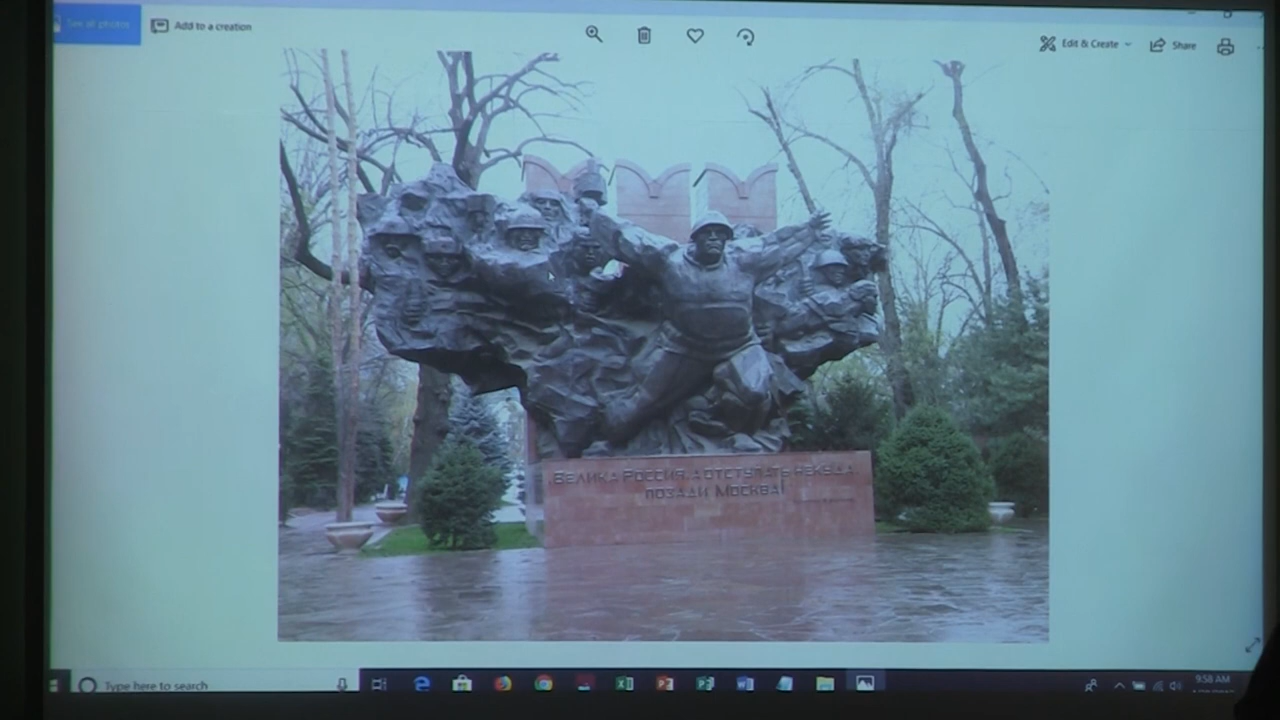 See all photos
Add to a creation
Edit & Create
Share
ВЕЛИКА РОССИЯ, А ОТСТУПАТЬ НЕКУДА
ПОЗАДИ МОСКВА!
Type here to search
9:58 AM